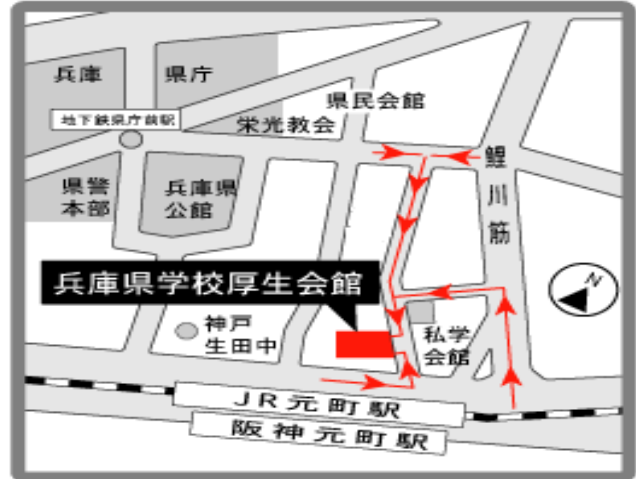 兵庫 県庁
地下鉄県庁前駅
県民会館
栄光教会
県警
本部
兵庫県
公館
鯉川筋
兵庫県学校厚生会館
N
神戸
生田中
私学
会館
JR元町駅
阪神元町駅